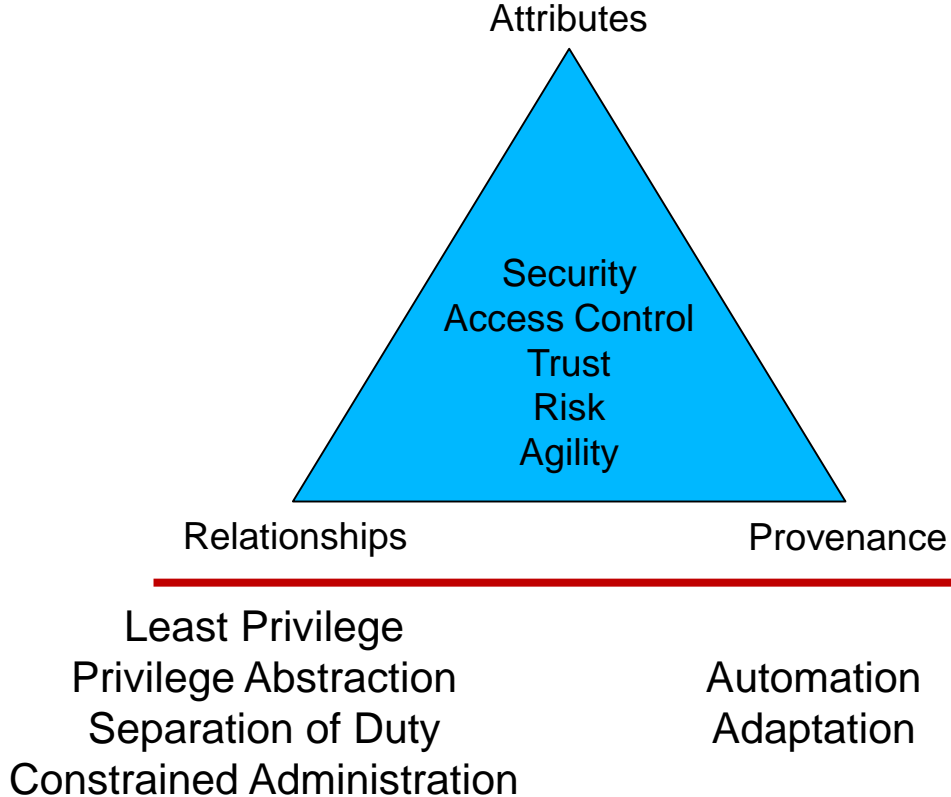 Attributes
Security
Access Control
Trust
Risk
Agility
Relationships
Provenance
Least Privilege
Privilege Abstraction
Separation of Duty
Constrained Administration
Automation
Adaptation